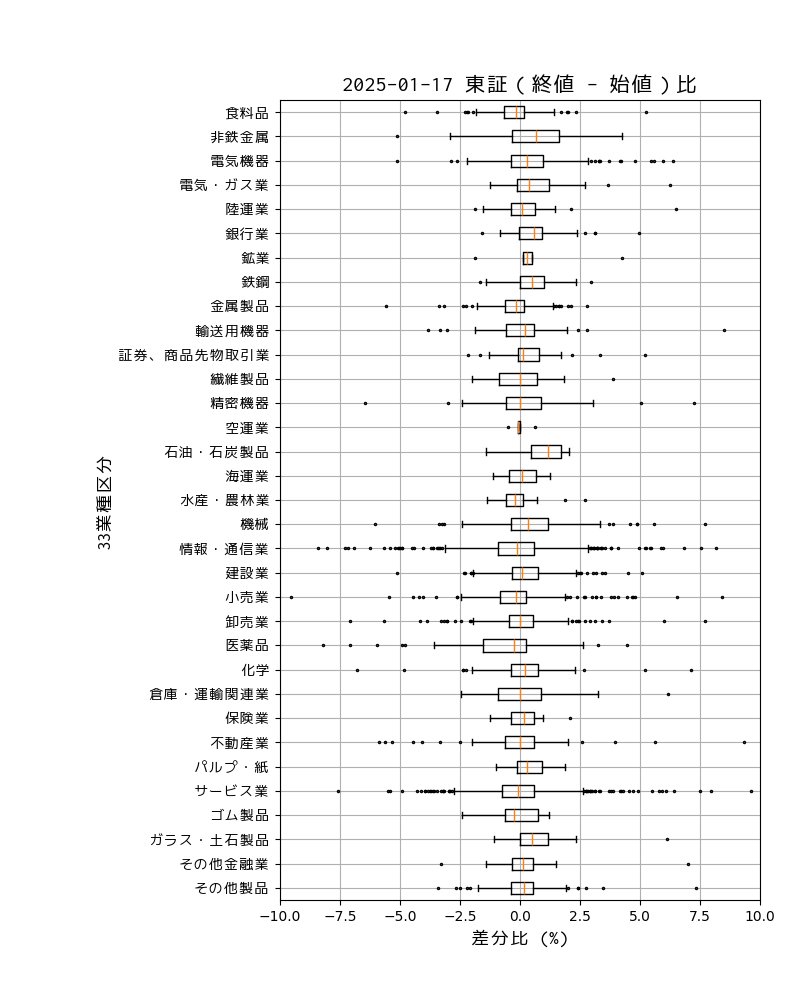 2025-01-17 東証(終値 - 始値)比
食料品
非鉄金属
電気機器
電気・ガス業
陸運業
銀行業
鉱業
鉄鋼
金属製品
輸送用機器
証券、商品先物取引業
繊維製品
精密機器
空運業
石油・石炭製品
海運業
水産・農林業
機械
情報・通信業
建設業
小売業
卸売業
医薬品
化学
倉庫・運輸関連業
保険業
不動産業
パルプ・紙
サービス業
ゴム製品
ガラス・土石製品
その他金融業
その他製品
33業種区分
−10.0 −7.5 −5.0 −2.5 0.0 2.5 5.0 7.5 10.0
差分比 (%)